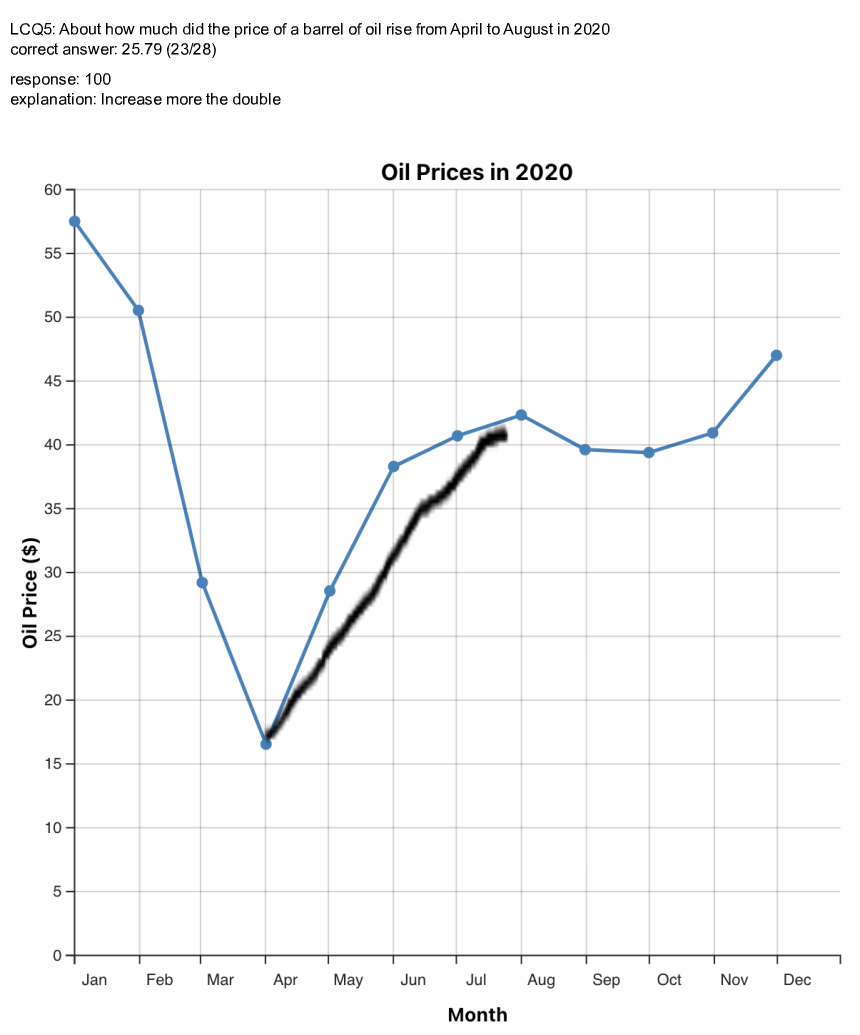 LCQ5: About how much did the price of a barrel of oil rise from April to August in 2020
correct answer: 25.79 (23/28)
response: 100
explanation: Increase more the double
Oil Prices in 2020
60
55
50
45
40
35
30
25
20
15
10
5
0
Oil Price ($)
Jan Feb Mar Apr May Jun Jul Aug Sep Oct Nov Dec
Month